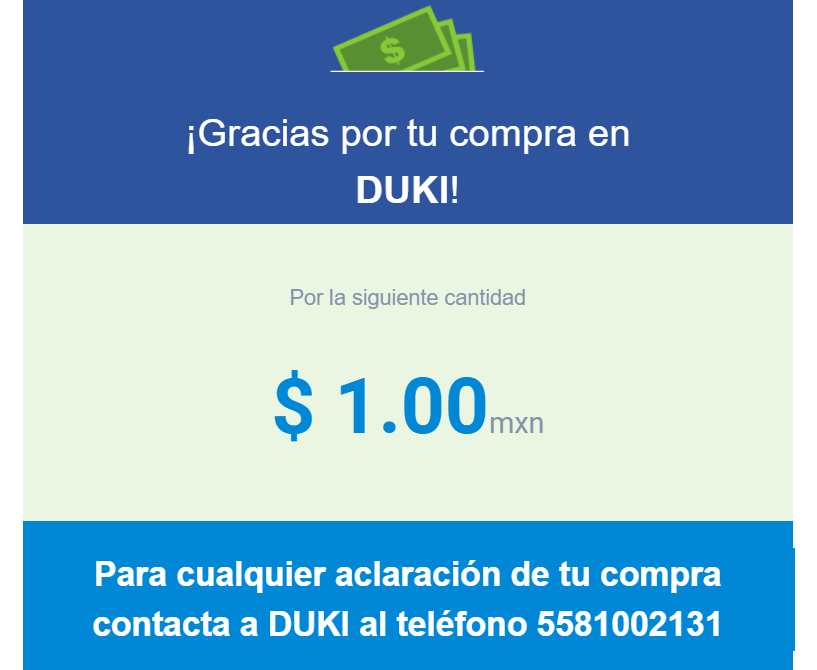 $
¡Gracias por tu compra en
DUKI!
Por la siguiente cantidad
$ 1.00mxn
Para cualquier aclaración de tu compra
contacta a DUKI al teléfono 5581002131